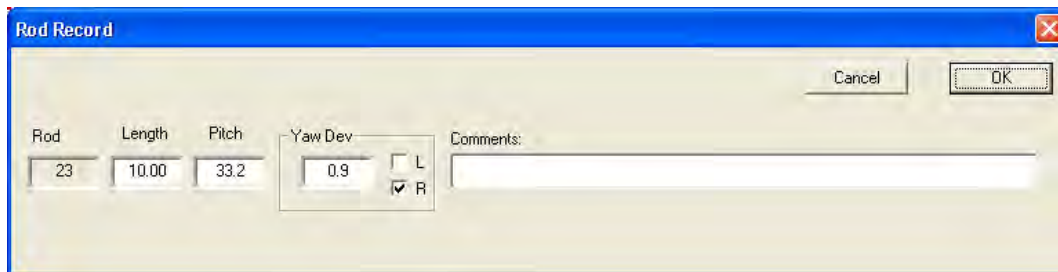 Rod Record
Cancel OK
Rod Length Pitch Yaw Dev Comments:
23 10.00 33.2 0.9 L
R